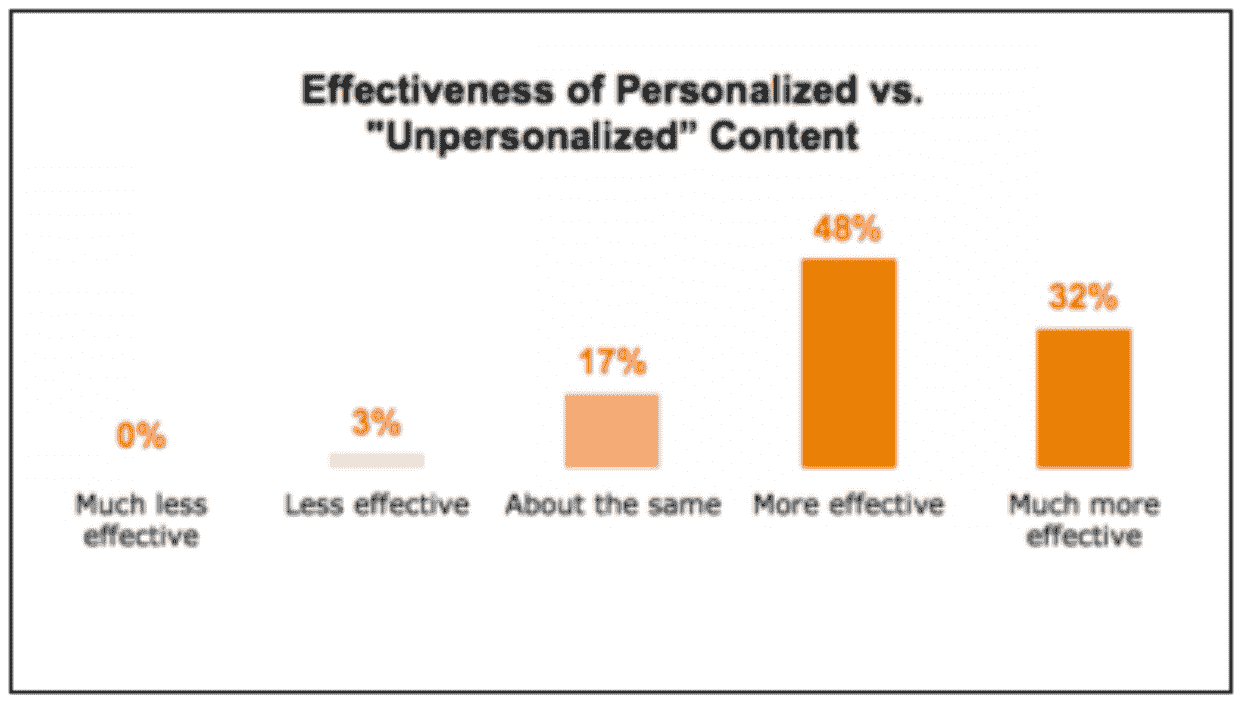 Effectiveness of Personalized vs.
"Unpersonalized” Content
0%
3%
17%
48%
32%
Much less
effective
Less effective
About the same
More effective
Much more
effective